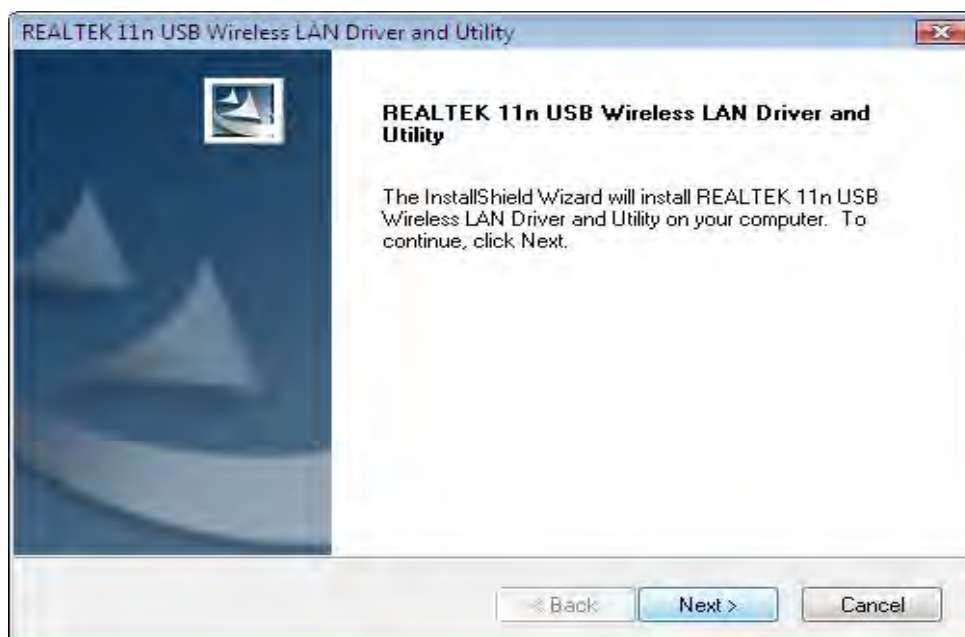 REALTEK 11n USB Wireless LAN Driver and Utility
REALTEK 11n USB Wireless LAN Driver and
Utility
The InstallShield Wizard will install REALTEK 11n USB
Wireless LAN Driver and Utility on your computer. To
continue, click Next.
< Back
Next >
Cancel